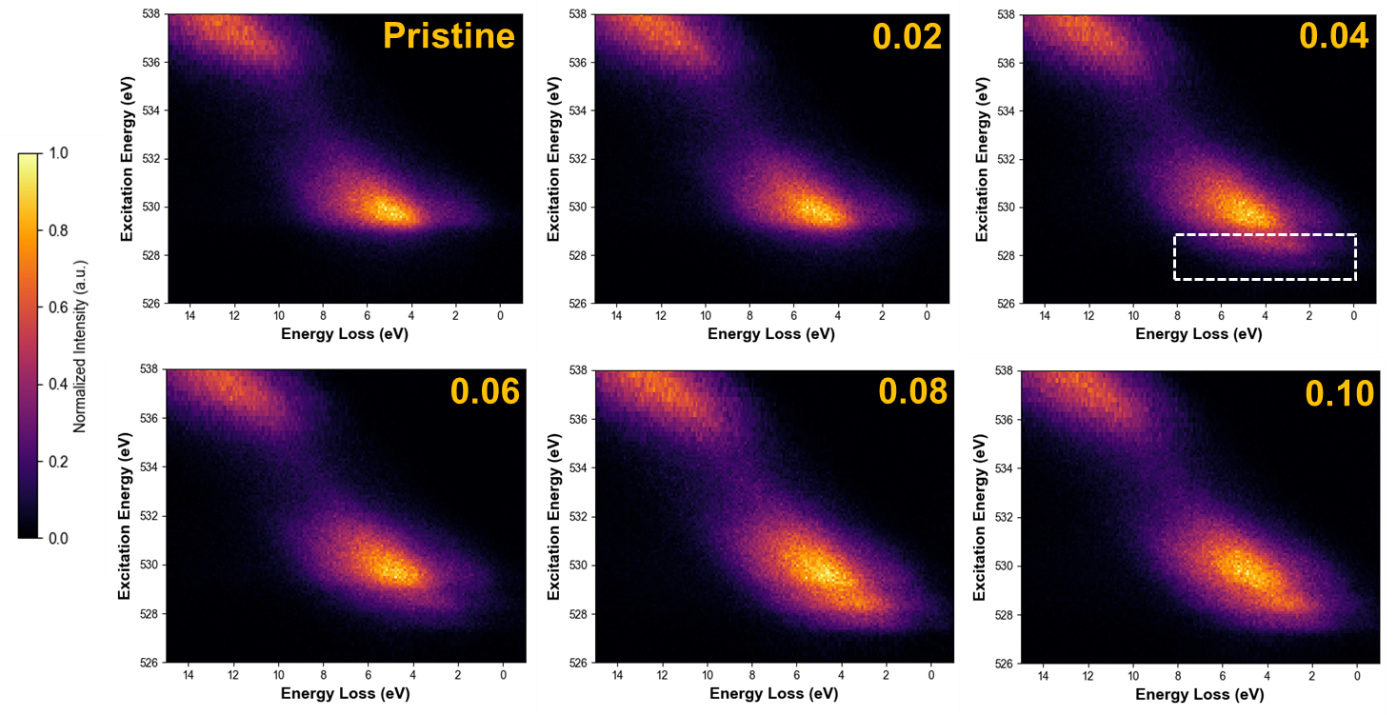 Pristine
538
536
534
532
530
528
526
14 12 10 8 6 4 2 0
Excitation Energy (eV)
Energy Loss (eV)
0.02
538
536
534
532
530
528
526
14 12 10 8 6 4 2 0
Excitation Energy (eV)
Energy Loss (eV)
0.04
538
536
534
532
530
528
526
14 12 10 8 6 4 2 0
Excitation Energy (eV)
Energy Loss (eV)
1.0
0.8
0.6
0.4
0.2
0.0
Normalized Intensity (a.u.)
0.06
538
536
534
532
530
528
526
14 12 10 8 6 4 2 0
Excitation Energy (eV)
Energy Loss (eV)
0.08
538
536
534
532
530
528
526
14 12 10 8 6 4 2 0
Excitation Energy (eV)
Energy Loss (eV)
0.10
538
536
534
532
530
528
526
14 12 10 8 6 4 2 0
Excitation Energy (eV)
Energy Loss (eV)